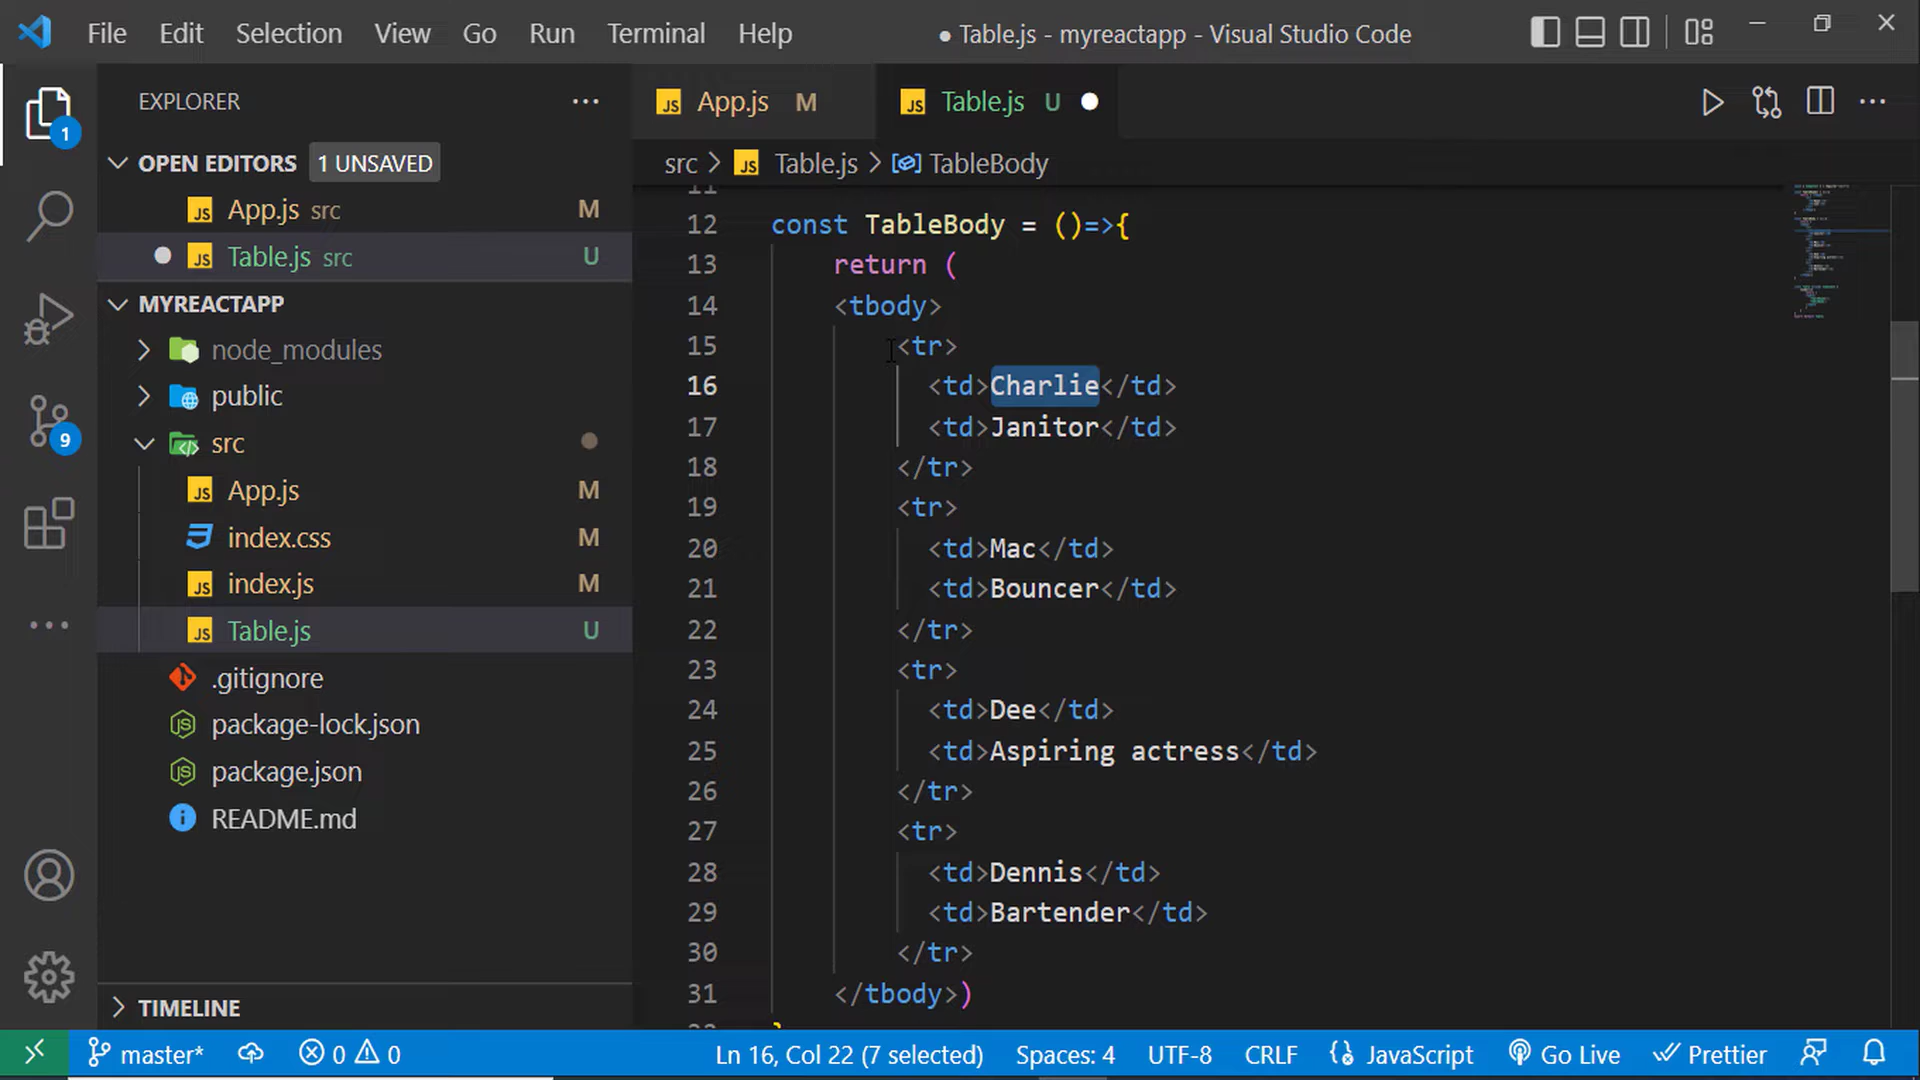 File Edit Selection View Go Run Terminal Help ● Table.js - myreactapp - Visual Studio Code
EXPLORER
App.js M
Table.js U
OPEN EDITORS 1 UNSAVED
App.js src M
Table.js src U
MYREACTAPP
node_modules
public
src
App.js M
index.css M
index.js M
Table.js U
.gitignore
package-lock.json
package.json
README.md
TIMELINE
1
9
src > Table.js > TableBody
11
12 const TableBody = ()=>{
13 return (
14 <tbody>
15 <tr>
16 <td>Charlie</td>
17 <td>Janitor</td>
18 </tr>
19 <tr>
20 <td>Mac</td>
21 <td>Bouncer</td>
22 </tr>
23 <tr>
24 <td>Dee</td>
25 <td>Aspiring actress</td>
26 </tr>
27 <tr>
28 <td>Dennis</td>
29 <td>Bartender</td>
30 </tr>
31 </tbody>)
master* 0 0 Ln 16, Col 22 (7 selected) Spaces: 4 UTF-8 CRLF JavaScript Go Live Prettier